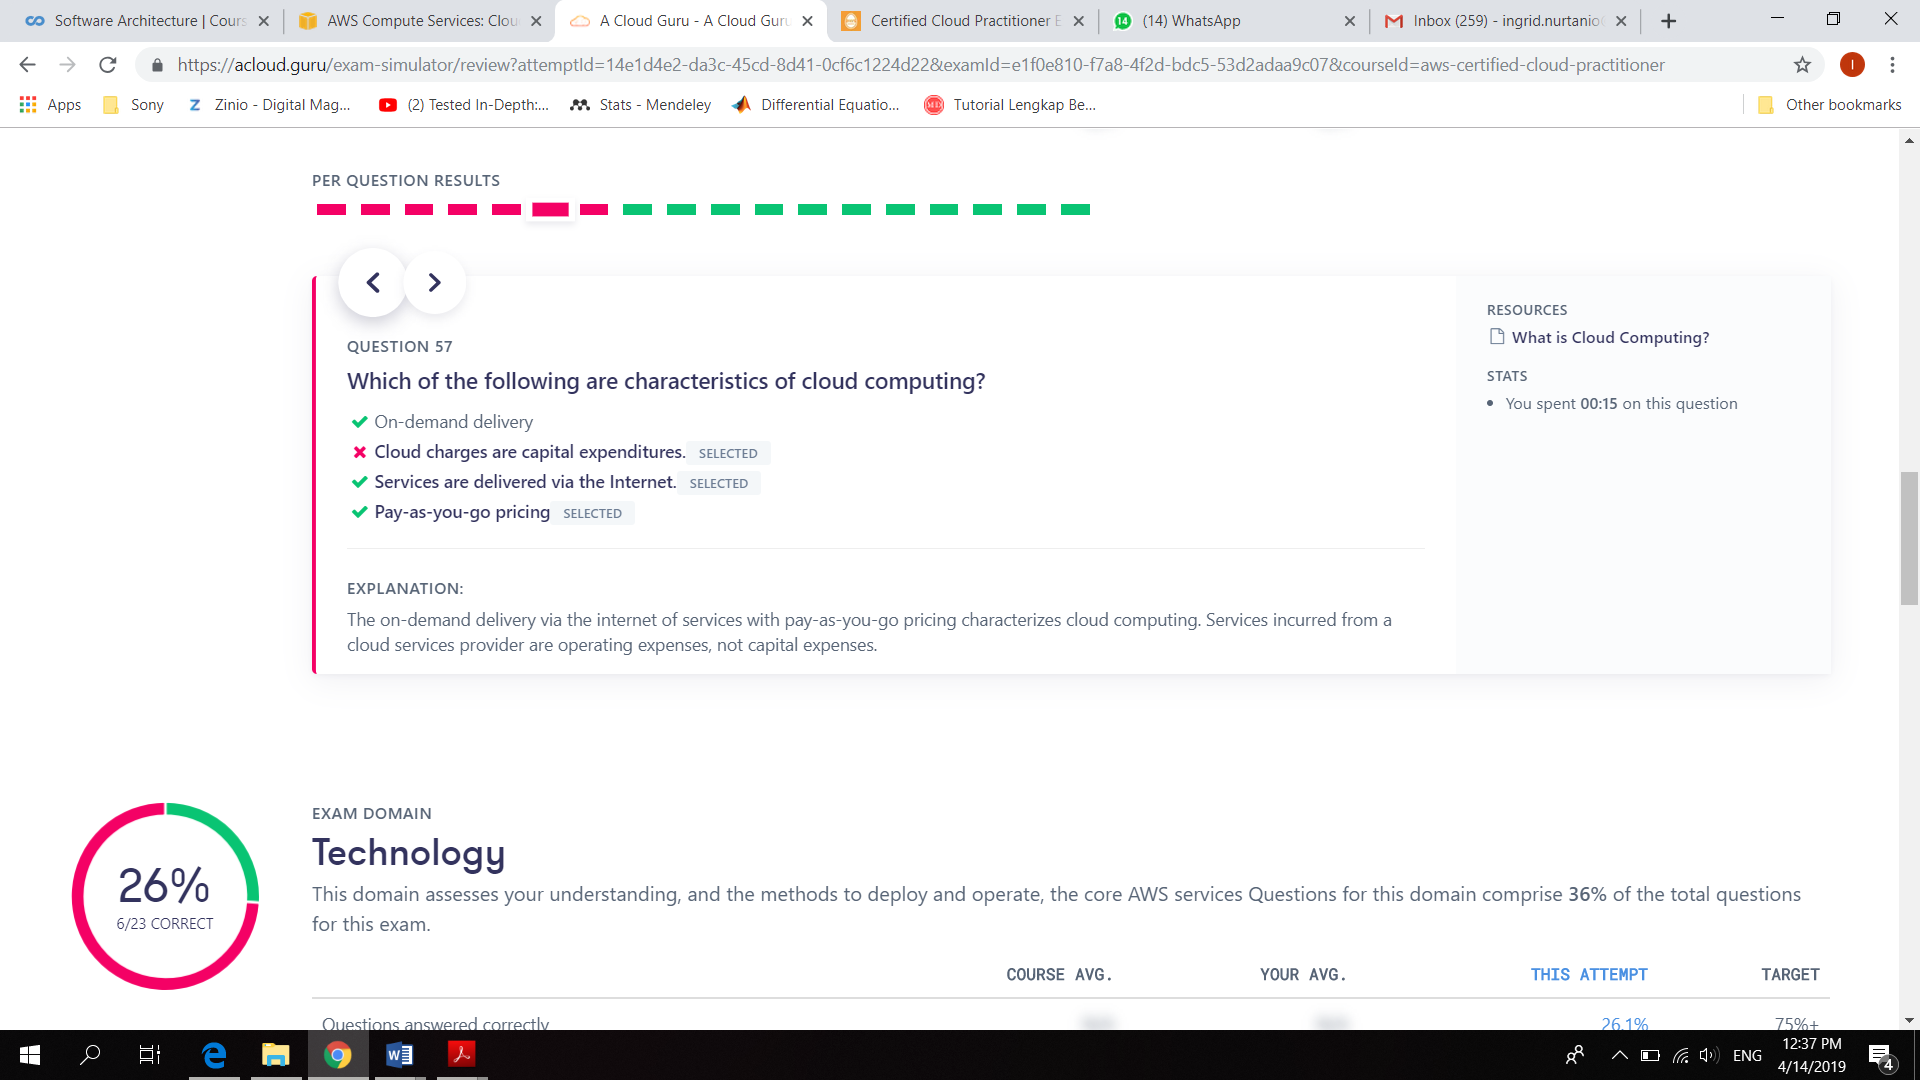 Software Architecture | Cours
AWS Compute Services: Clou
A Cloud Guru - A Cloud Guru
Certified Cloud Practitioner E
(14) WhatsApp
Inbox (259) - ingrid.nurtanio
https://acloud.guru/exam-simulator/review?attemptId=14e1d4e2-da3c-45cd-8d41-0cf6c1224d22&examId=e1f0e810-f7a8-4f2d-bdc5-53d2adaa9c07&courseId=aws-certified-cloud-practitioner
I
Apps
Sony
Z Zinio - Digital Mag...
(2) Tested In-Depth:...
Stats - Mendeley
Differential Equatio...
Tutorial Lengkap Be...
Other bookmarks
PER QUESTION RESULTS
QUESTION 57
Which of the following are characteristics of cloud computing?
On-demand delivery
Cloud charges are capital expenditures. SELECTED
Services are delivered via the Internet. SELECTED
Pay-as-you-go pricing SELECTED
EXPLANATION:
The on-demand delivery via the internet of services with pay-as-you-go pricing characterizes cloud computing. Services incurred from a
cloud services provider are operating expenses, not capital expenses.
RESOURCES
What is Cloud Computing?
STATS
You spent 00:15 on this question
26%
6/23 CORRECT
EXAM DOMAIN
Technology
This domain assesses your understanding, and the methods to deploy and operate, the core AWS services Questions for this domain comprise 36% of the total questions
for this exam.
COURSE AVG. YOUR AVG. THIS ATTEMPT TARGET
Questions answered correctly 26.1% 75%+
ENG
12:37 PM
4/14/2019
4